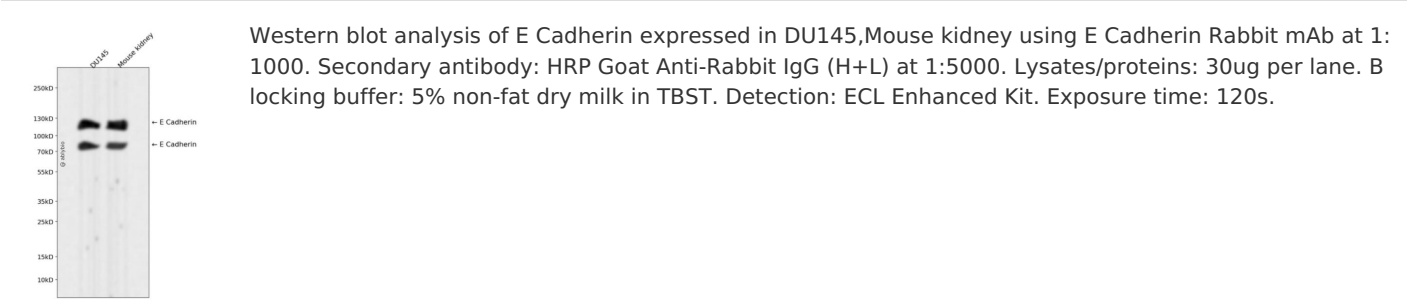 DU145
Mouse kidney
250kD
130kD
← E Cadherin
100kD
← E Cadherin
70kD
55kD
35kD
25kD
15kD
10kD
Western blot analysis of E Cadherin expressed in DU145,Mouse kidney using E Cadherin Rabbit mAb at 1:
1000. Secondary antibody: HRP Goat Anti-Rabbit IgG (H+L) at 1:5000. Lysates/proteins: 30ug per lane. B
locking buffer: 5% non-fat dry milk in TBST. Detection: ECL Enhanced Kit. Exposure time: 120s.